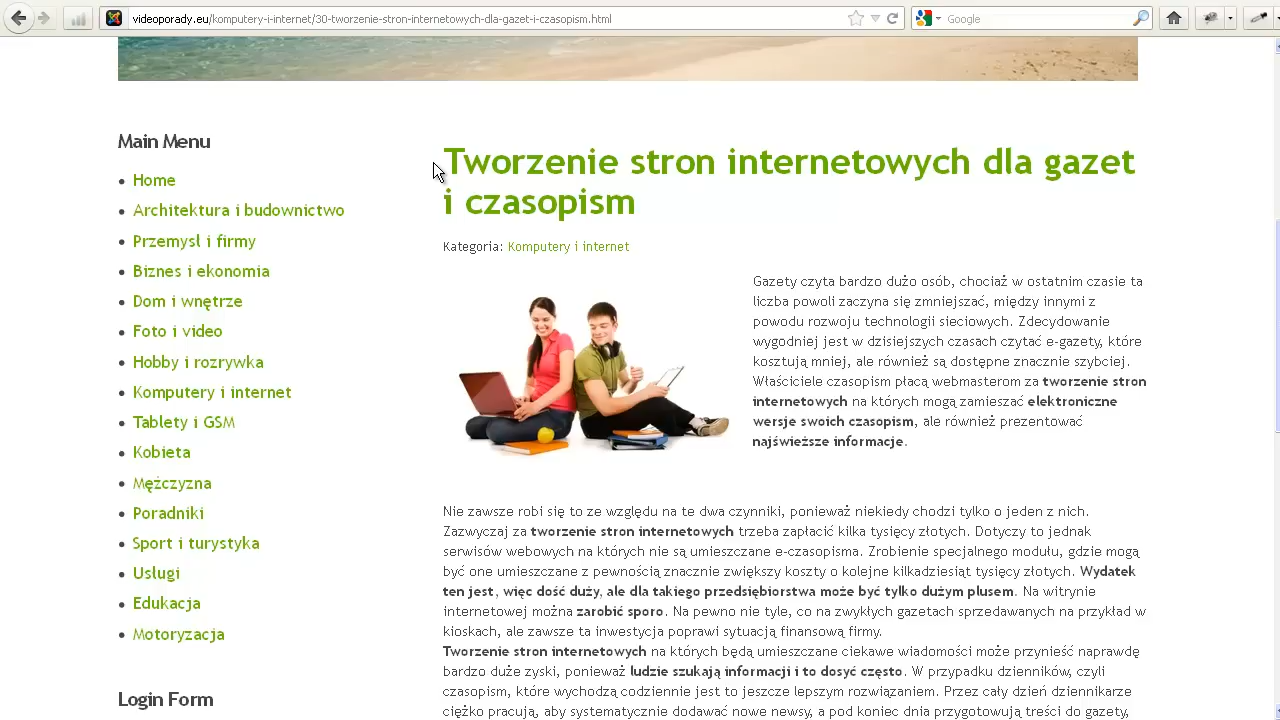 videoporady.eu/komputery-i-internet/30-tworzenie-stron-internetowych-dla-gazet-i-czasopism.html
Google
Main Menu
Home
Architektura i budownictwo
Przemysł i firmy
Biznes i ekonomia
Dom i wnętrze
Foto i video
Hobby i rozrywka
Komputery i internet
Tablety i GSM
Kobieta
Mężczyzna
Poradniki
Sport i turystyka
Usługi
Edukacja
Motoryzacja
Login Form
Tworzenie stron internetowych dla gazet
i czasopism
Kategoria: Komputery i internet
Gazety czyta bardzo dużo osób, chociaż w ostatnim czasie ta
liczba powoli zaczyna się zmniejszać, między innymi z
powodu rozwoju technologii sieciowych. Zdecydowanie
wygodniej jest w dzisiejszych czasach czytać e-gazety, które
kosztują mniej, ale również są dostępne znacznie szybciej.
Właściciele czasopim płyą webmasterom za tworzenie stron
internetowych na których mogą zamieszać elektroniczne
wersje swoich czasopism, ale również prezentować
najświeższe informacje.
Nie zawsze robi się to ze względu na te dwa czynniki, ponieważ niekiedy chodzi tylko o jeden z nich.
Zazwyczaj za tworzenie stron internetowych trzeba zapłacić kilka tysięcy złotych. Dotyczy to jednak
serwisów webowych na których nie są umieszczane e-czasopisma. Zrobienie specjalnego modułu, gdzie mogą
być one umieszczane z pewnością znacznie zwiększy koszty o kolejne kilkadziesiąt tysięcy złotych. Wydatek
ten jest, więc dość duży, ale dla takiego przedsiębiorstwa może być tylko dużym plusem. Na witrynie
internetowej można zarobić sporo. Na pewno nie tyle, co na zwykłych gazetach sprzedawanych na przykład w
kioskach, ale zawsze ta inwestycja poprawi sytuacją finansową firmy.
Tworzenie stron internetowych na których będą umieszczane ciekawe wiadomości może przynieść naprawdę
bardzo duże zyski, ponieważ ludzie szukają informacji i to dosyć często. W przypadku dzienników, czyli
czasopism, które wychodzą codziennie jest to jeszcze lepszym rozwiązaniem. Przez cały dzień dziennikarze
ciężko pracują, aby systematycznie dodawać nowe newsy, a pod koniec dnia przygotowują treści do gazety,